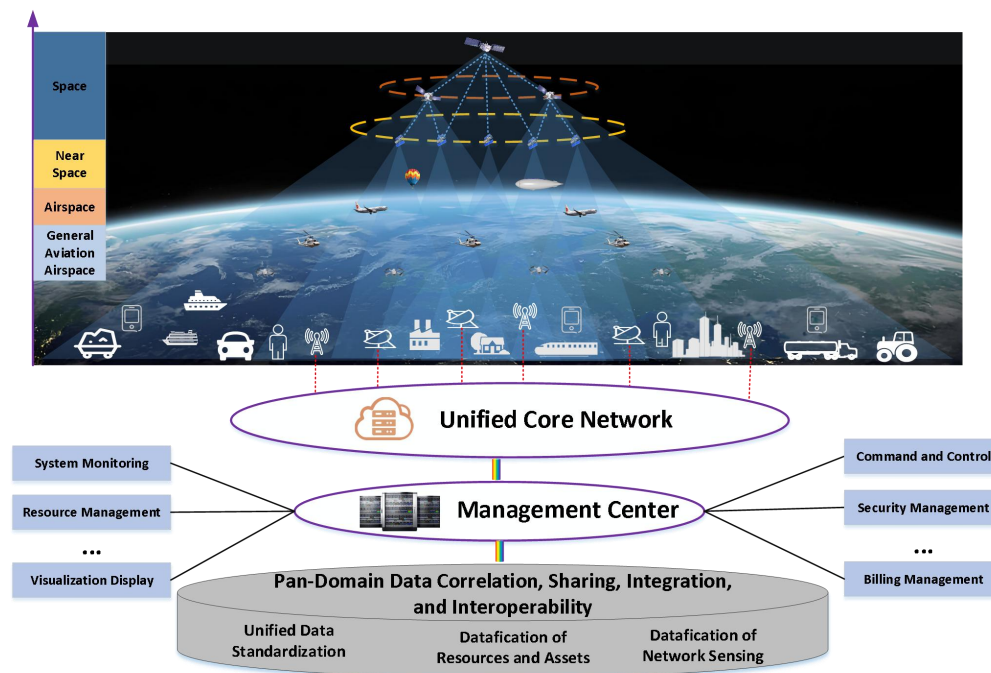 Space
Near
Space
Airspace
General
Aviation
Airspace
Unified Core Network
System Monitoring
Resource Management
...
Visualization Display
Management Center
Command and Control
Security Management
...
Billing Management
Pan-Domain Data Correlation, Sharing, Integration,
and Interoperability
Unified Data
Standardization
Datafication of
Resources and Assets
Datafication of
Network Sensing